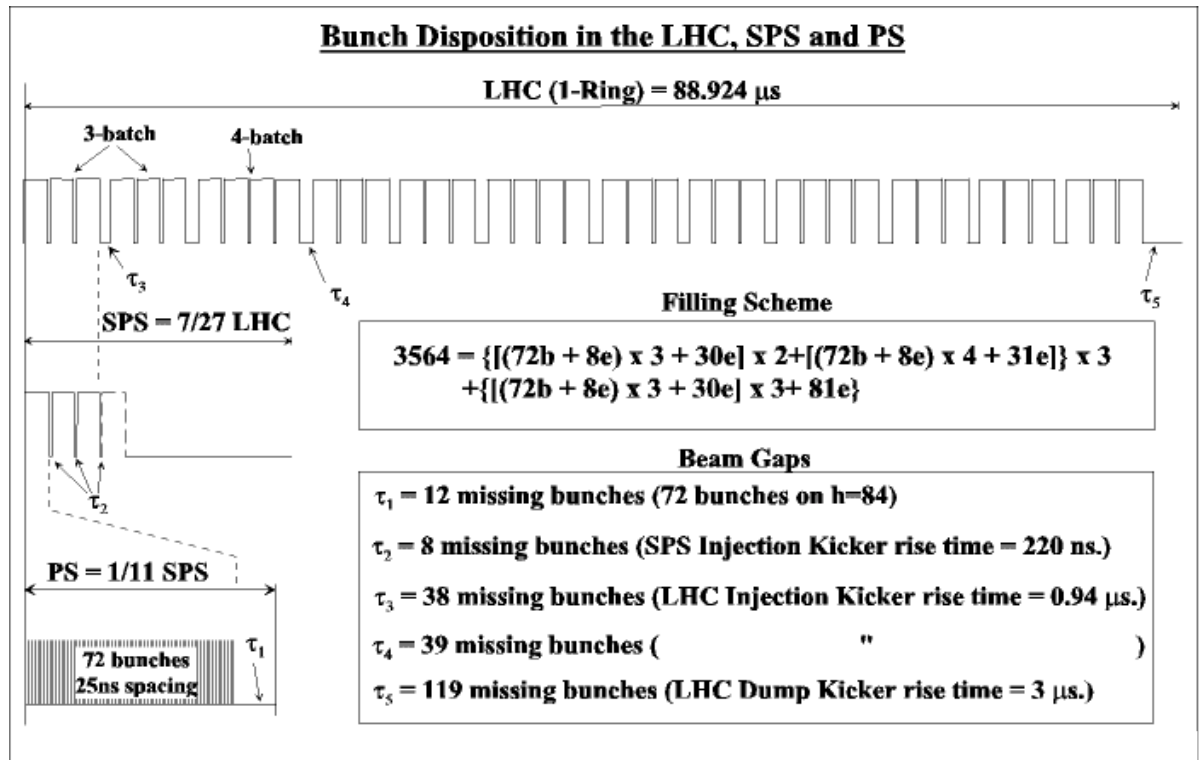 Bunch Disposition in the LHC, SPS and PS
LHC (1-Ring) = 88.924 μs
3-batch
4-batch
τ3
τ4
τ5
SPS = 7/27 LHC
τ2
PS = 1/11 SPS
τ1
72 bunches
25ns spacing
Filling Scheme
3564 = {[(72b + 8e) x 3 + 30e] x 2+[(72b + 8e) x 4 + 31e]} x 3
+{[(72b + 8e) x 3 + 30e] x 3+ 81e}
Beam Gaps
τ1 = 12 missing bunches (72 bunches on h=84)
τ2 = 8 missing bunches (SPS Injection Kicker rise time = 220 ns.)
τ3 = 38 missing bunches (LHC Injection Kicker rise time = 0.94 μs.)
τ4 = 39 missing bunches ( " )
τ5 = 119 missing bunches (LHC Dump Kicker rise time = 3 μs.)